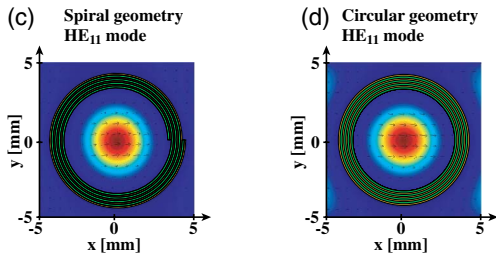 (c) Spiral geometry
HE11 mode
5
y [mm]
0
-5
-5 0 5
x [mm]
(d) Circular geometry
HE11 mode
5
y [mm]
0
-5
5 0 5
x [mm]